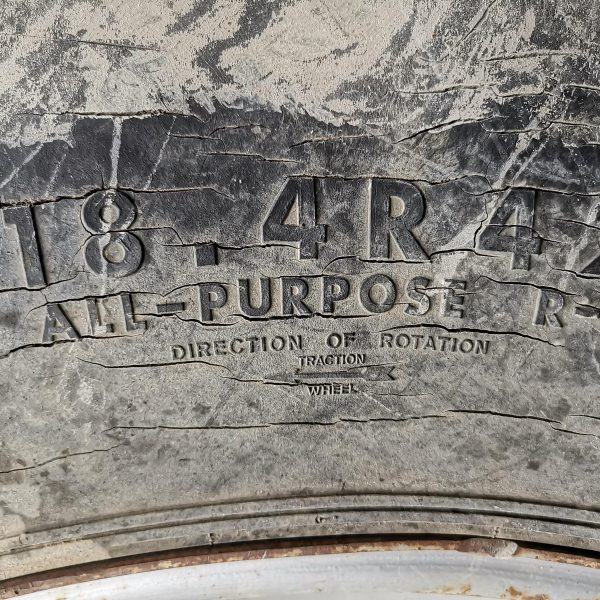 18.4R4
ALL-PURPOSE R-
DIRECTION OF ROTATION
TRACTION
WHEEL